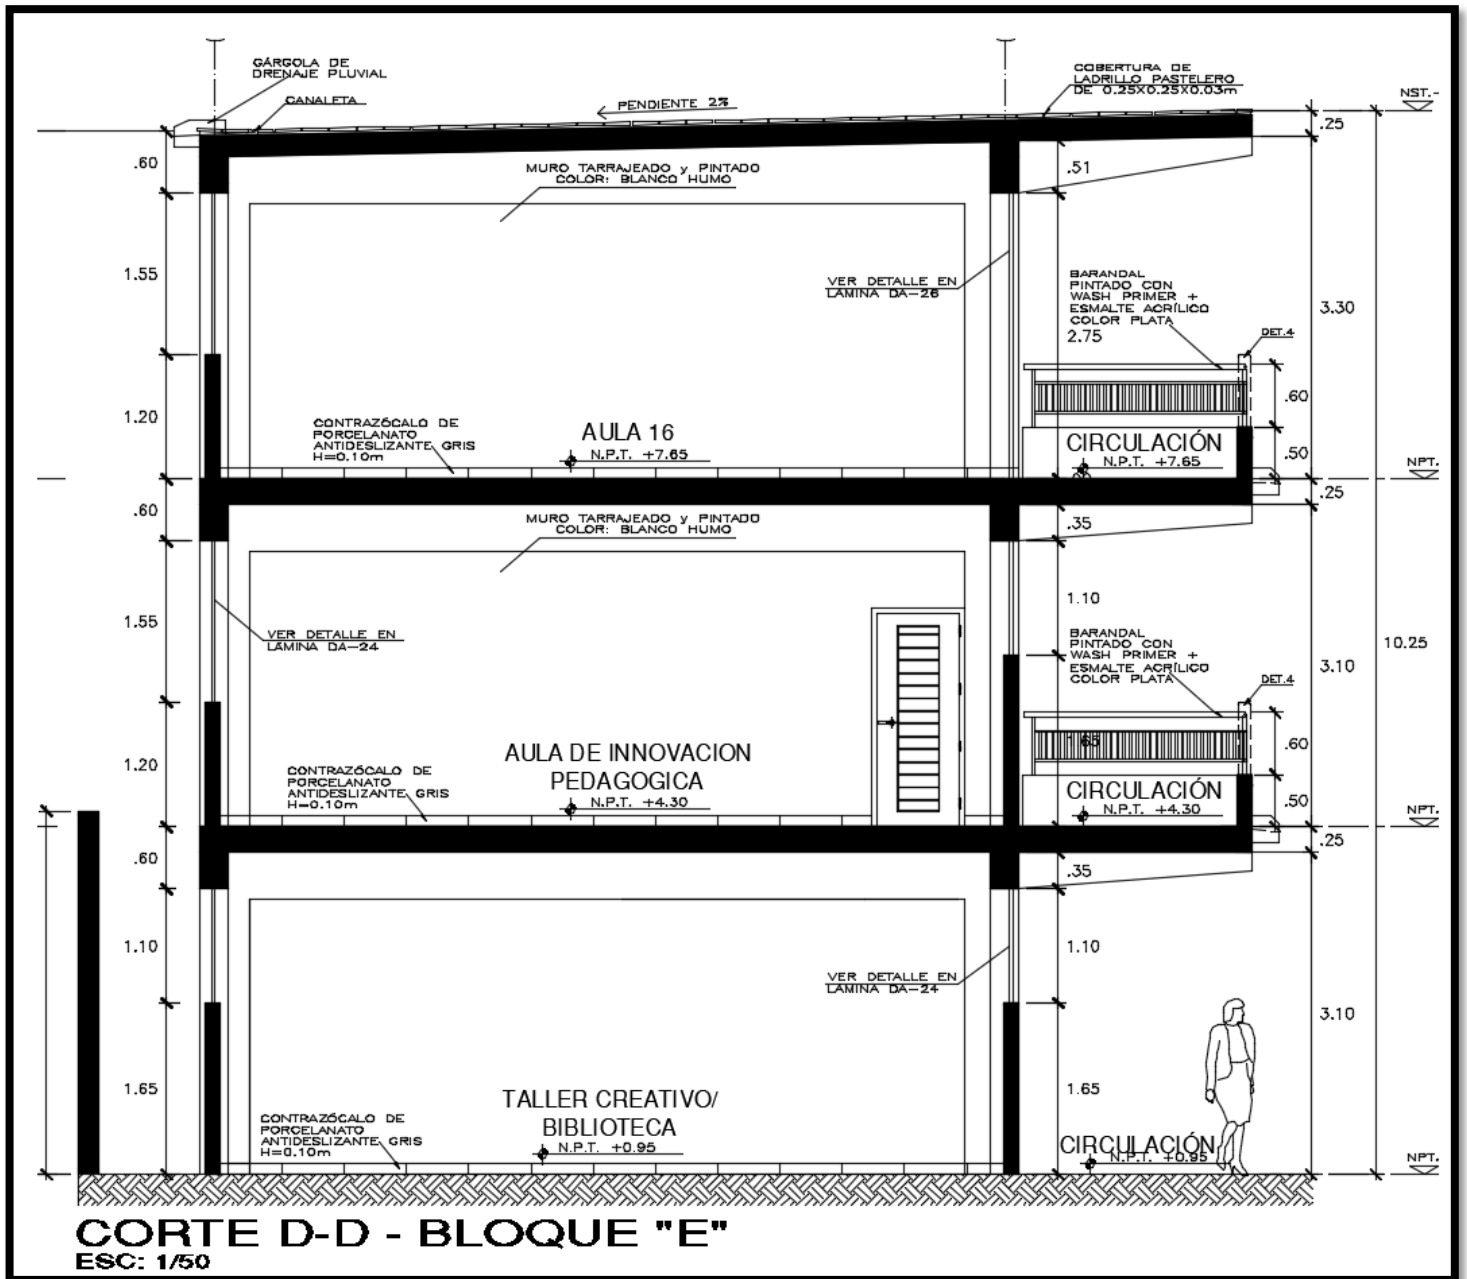 GÁRGOLA DE
DRENAJE PLUVIAL
CANALETA
PENDIENTE 2%
COBERTURA DE
LADRILLO PASTELERO
DE 0.25X0.25X0.03m
NST.-
.25
.60
MURO TARRAJEADO y PINTADO
COLOR: BLANCO HUMO
.51
1.55
VER DETALLE EN
LAMINA DA-26
BARANDAL
PINTADO CON
WASH PRIMER +
ESMALTE ACRÍLICO
COLOR PLATA
2.75
3.30
DET.4
.60
1.20
CONTRAZÓCALO DE
PORCELANATO
ANTIDESLIZANTE GRIS
H=0.10m
AULA 16
N.P.T. +7.65
CIRCULACIÓN
N.P.T. +7.65
.50
NPT.
.25
.60
MURO TARRAJEADO y PINTADO
COLOR: BLANCO HUMO
.35
1.55
VER DETALLE EN
LAMINA DA-24
1.10
BARANDAL
PINTADO CON
WASH PRIMER +
ESMALTE ACRÍLICO
COLOR PLATA
3.10
10.25
DET.4
1.65
.60
1.20
CONTRAZÓCALO DE
PORCELANATO
ANTIDESLIZANTE GRIS
H=0.10m
AULA DE INNOVACION
PEDAGOGICA
N.P.T. +4.30
CIRCULACIÓN
N.P.T. +4.30
.50
NPT.
.25
.60
.35
1.10
VER DETALLE EN
LAMINA DA-24
1.10
3.10
1.65
CONTRAZÓCALO DE
PORCELANATO
ANTIDESLIZANTE GRIS
H=0.10m
TALLER CREATIVO/
BIBLIOTECA
N.P.T. +0.95
1.65
CIRCULACIÓN
N.P.T. +0.95
NPT.
CORTE D-D - BLOQUE "E"
ESC: 1/50